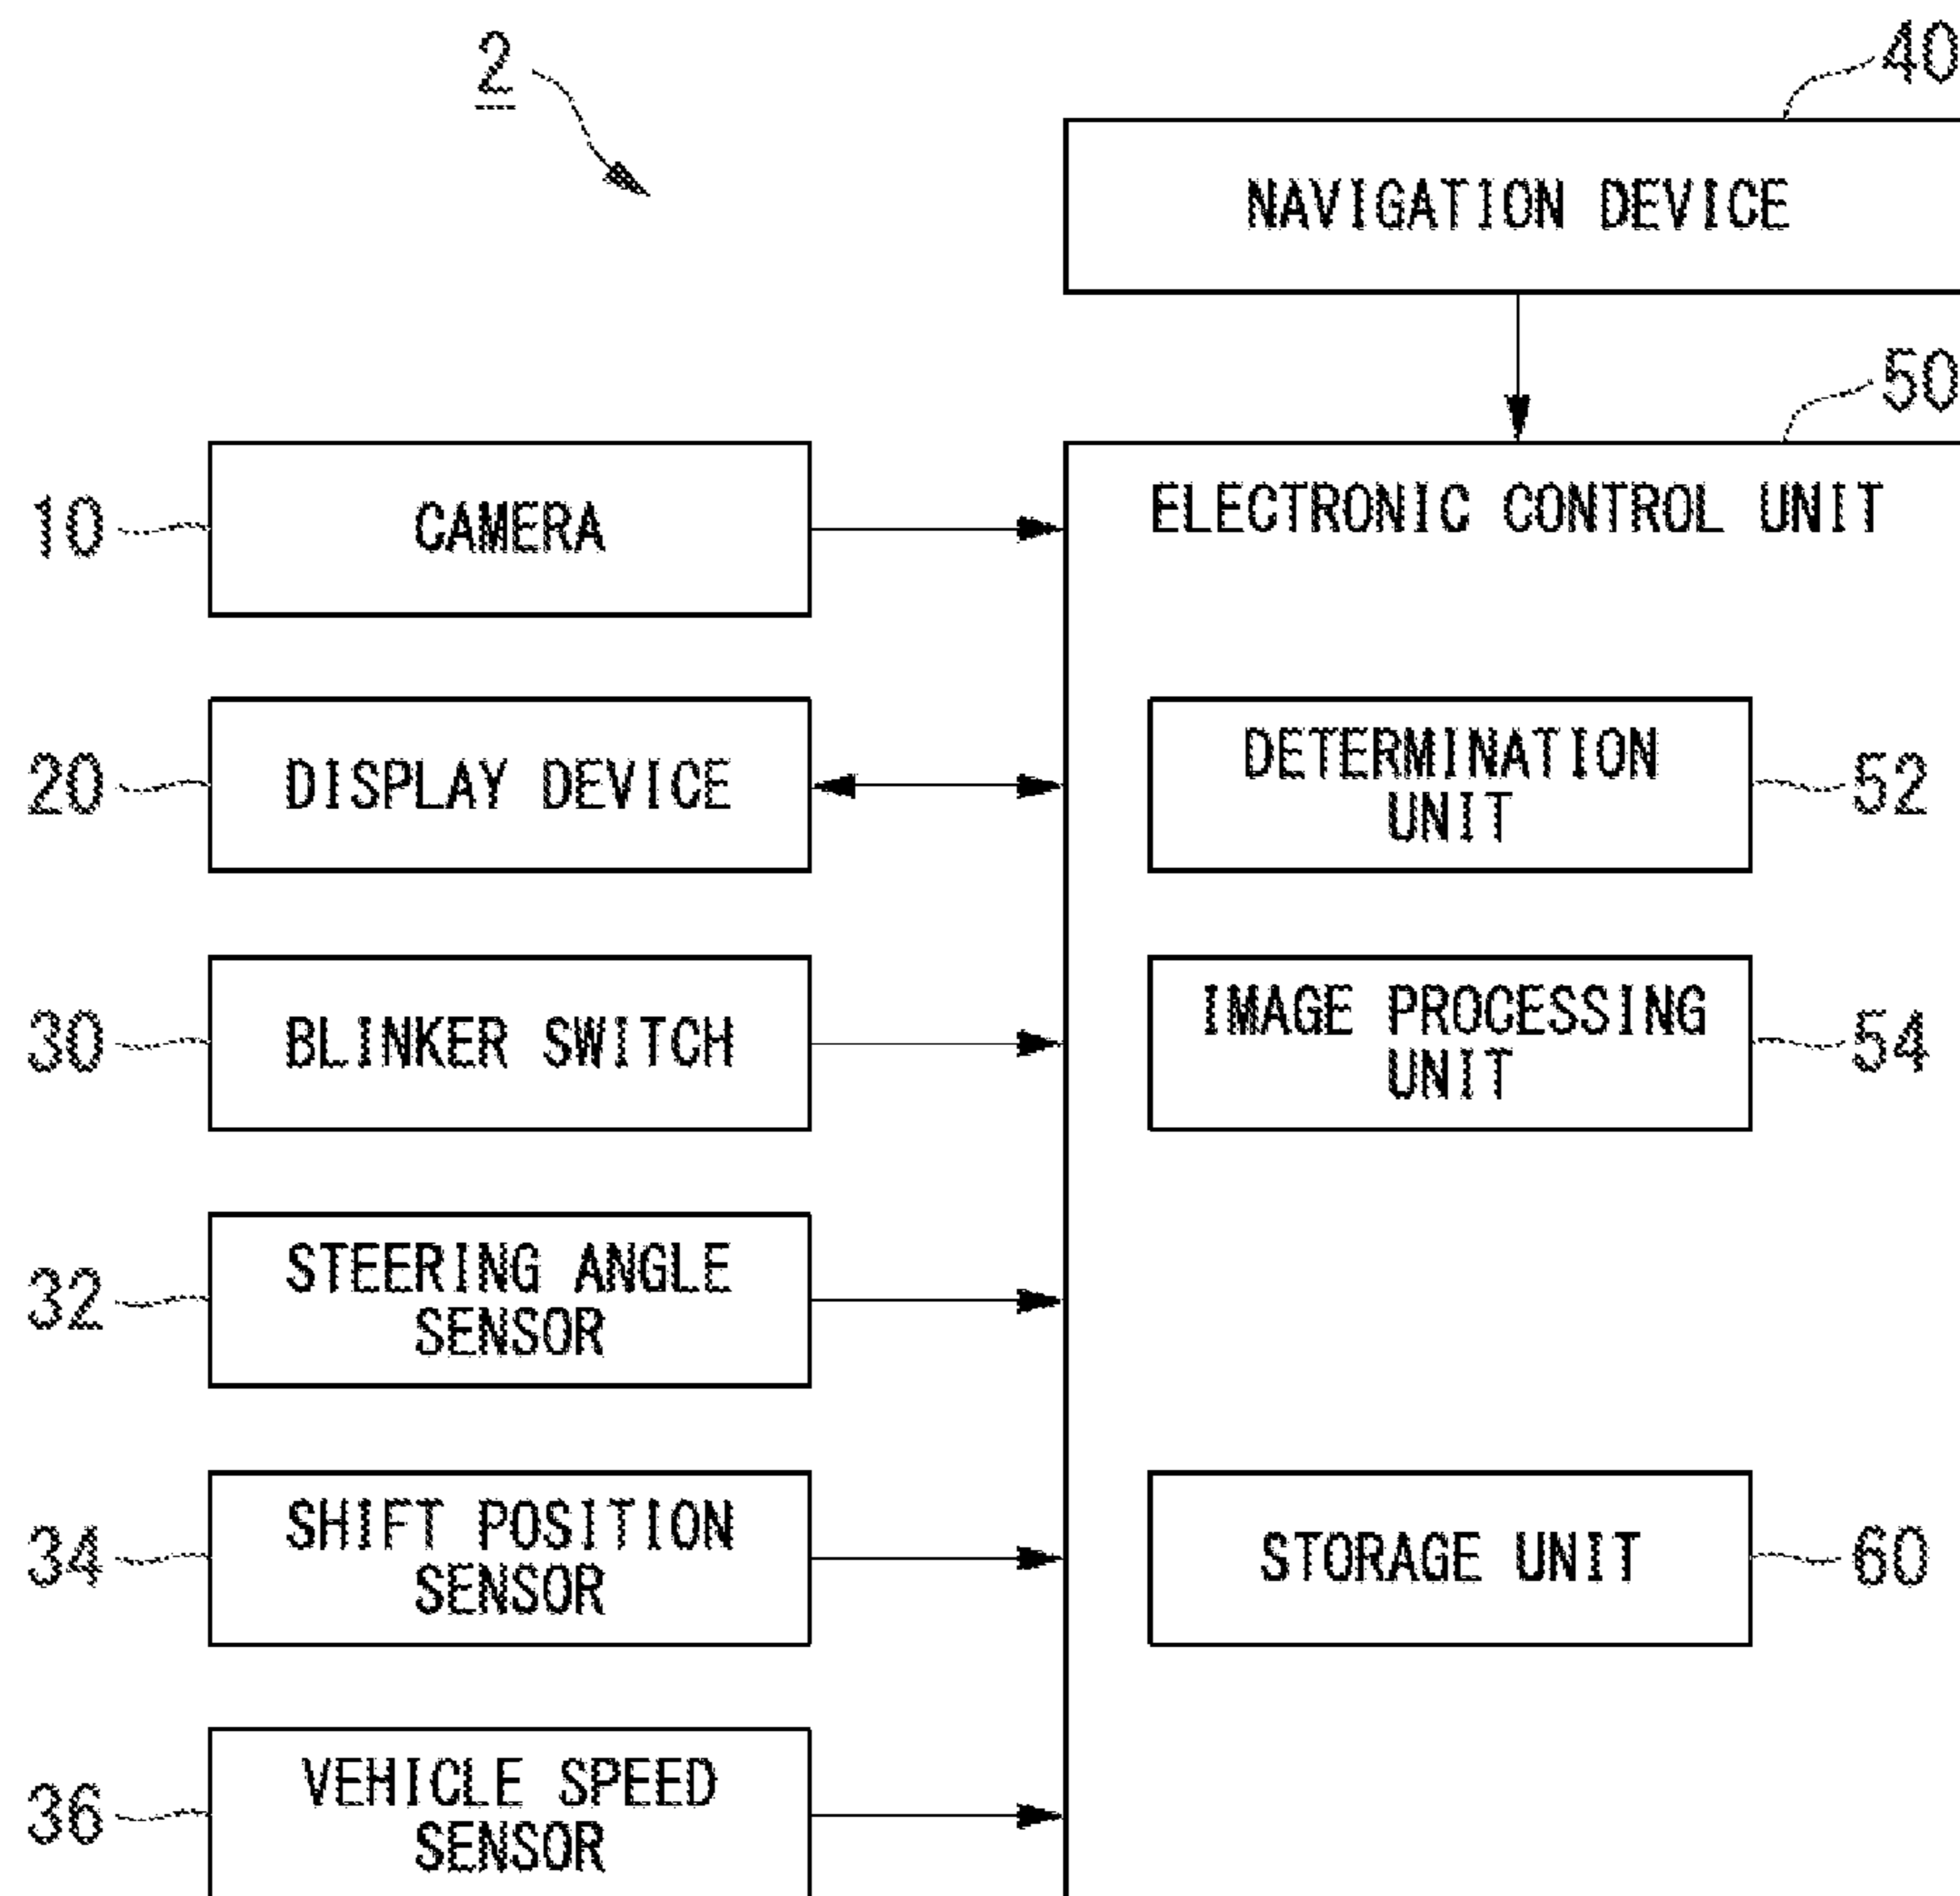 2
40
NAVIGATION DEVICE
50
ELECTRONIC CONTROL UNIT
10
CAMERA
20
DISPLAY DEVICE
DETERMINATION
UNIT
52
30
BLINKER SWITCH
IMAGE PROCESSING
UNIT
54
32
STEERING ANGLE
SENSOR
34
SHIFT POSITION
SENSOR
STORAGE UNIT
60
36
VEHICLE SPEED
SENSOR